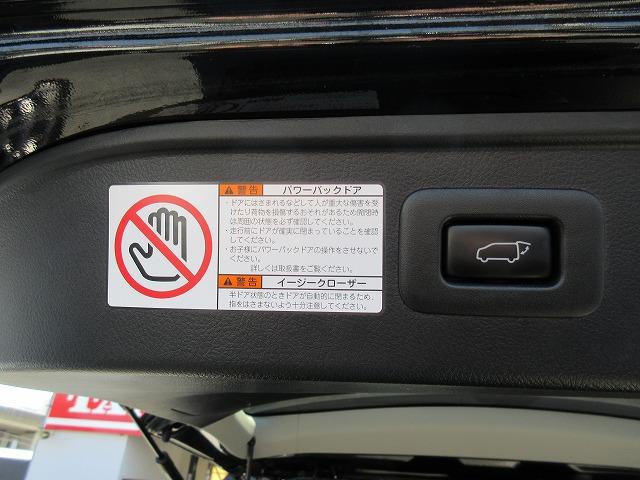 警告 パワーバックドア
・ドアにはさまれるなどして人が重大な傷害を受
けたり荷物を損傷するおそれがあるため開閉時
は周囲の状態を必ず確認してください。
・走行前にドアが確実に閉まっていることを確認
してください。
・お子様にパワーバックドアの操作をさせないで
ください。
詳しくは取扱書をご覧ください。
警告 イージークローザー
半ドア状態のときドアが自動的に閉まるため、
指をはさまないよう十分注意してください。